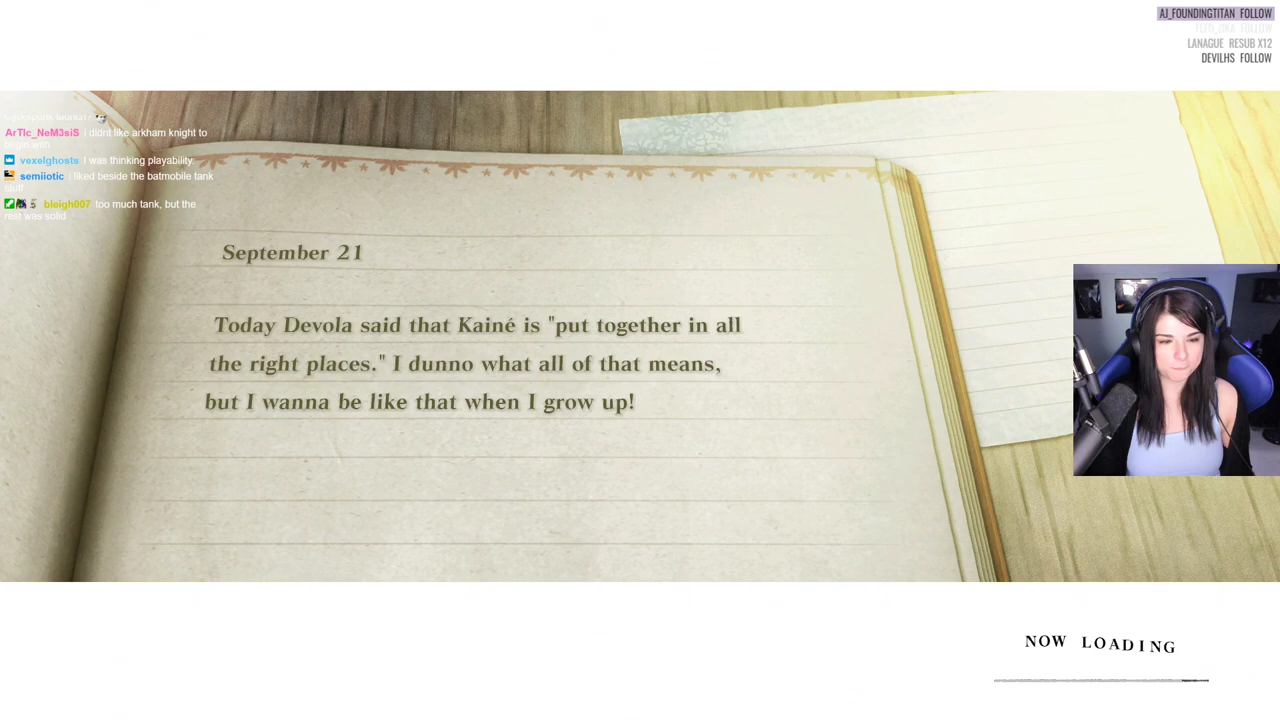 AJ_FOUNDINGTITAN FOLLOW
LANAGUE RESUB X12
DEVILHS FOLLOW
ArTIc_NeM3siS i didnt like arkham knight to
begin with
vexelghosts I was thinking playability.
semiiotic i liked beside the batmobile tank
stuff
bleigh007 too much tank, but the
rest was solid
September 21
Today Devola said that Kainé is "put together in all
the right places." I dunno what all of that means,
but I wanna be like that when I grow up!
NOW LOADING